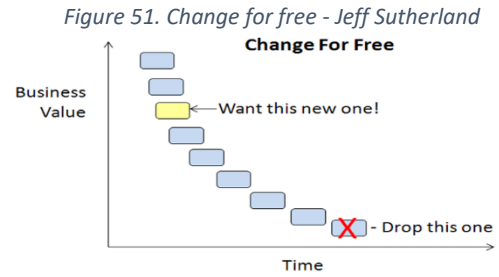 Figure 51. Change for free - Jeff Sutherland
Change For Free
Business
Value
Want this new one!
X
- Drop this one
Time